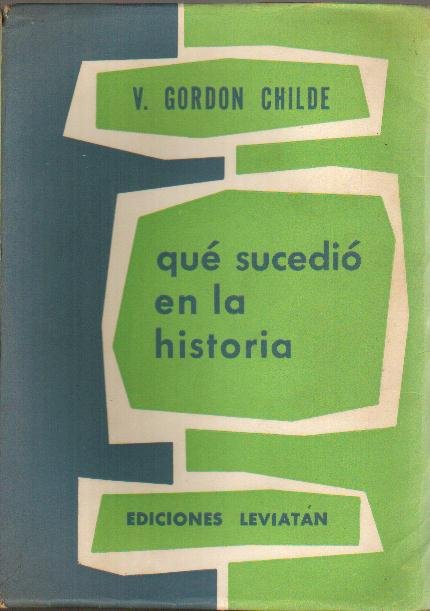 V. GORDON CHILDE
qué sucedió
en la
historia
EDICIONES LEVIATÁN